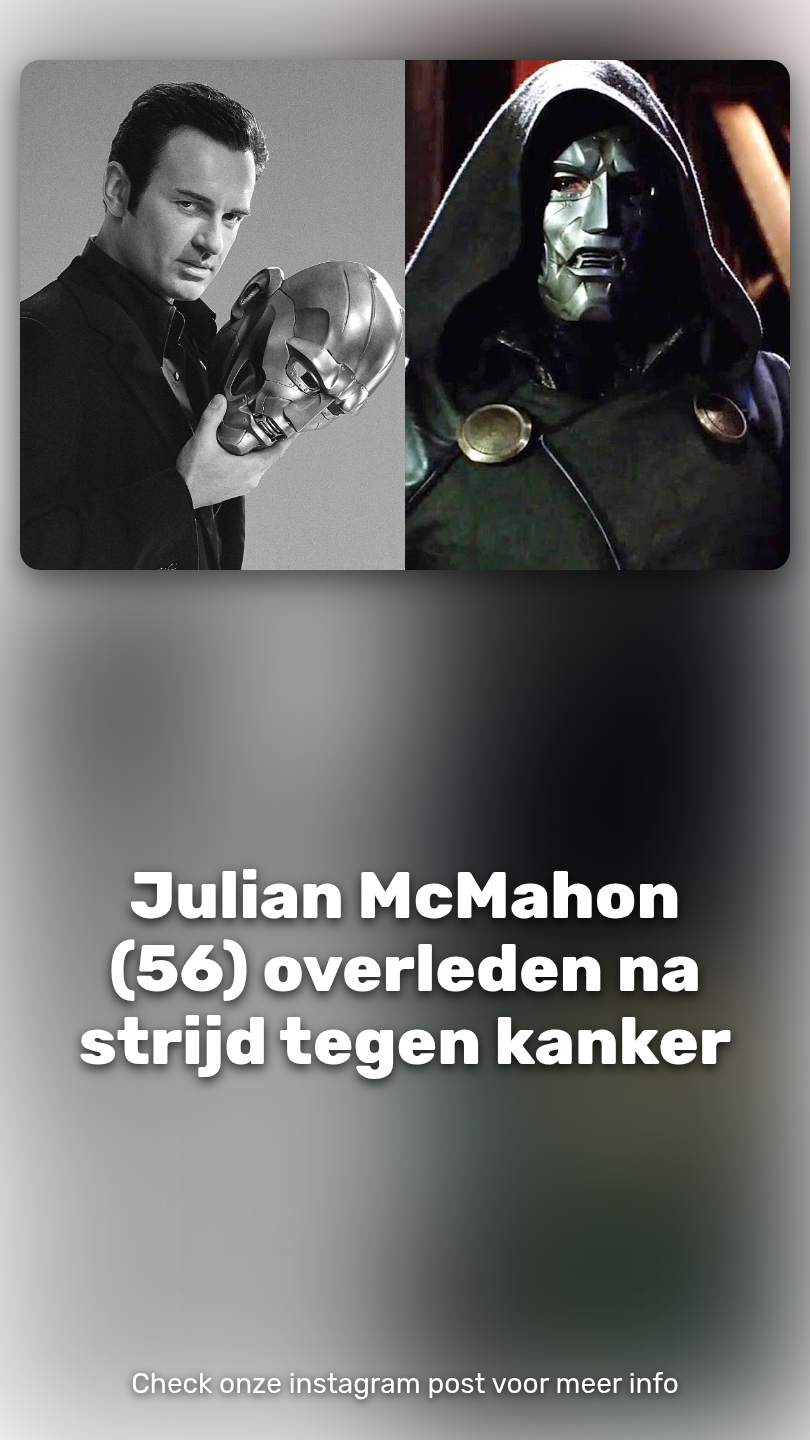 Julian McMahon
(56) overleden na
strijd tegen kanker
Check onze instagram post voor meer info